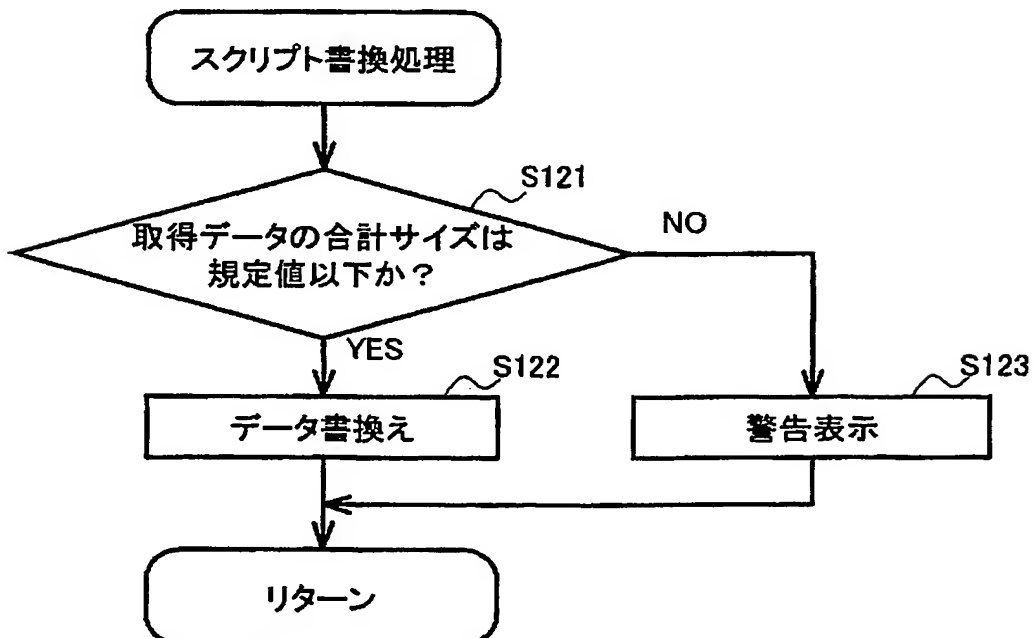 スクリプト書換処理
S121
取得データの合計サイズは
規定値以下か？
NO
YES
S122
データ書換え
S123
警告表示
リターン